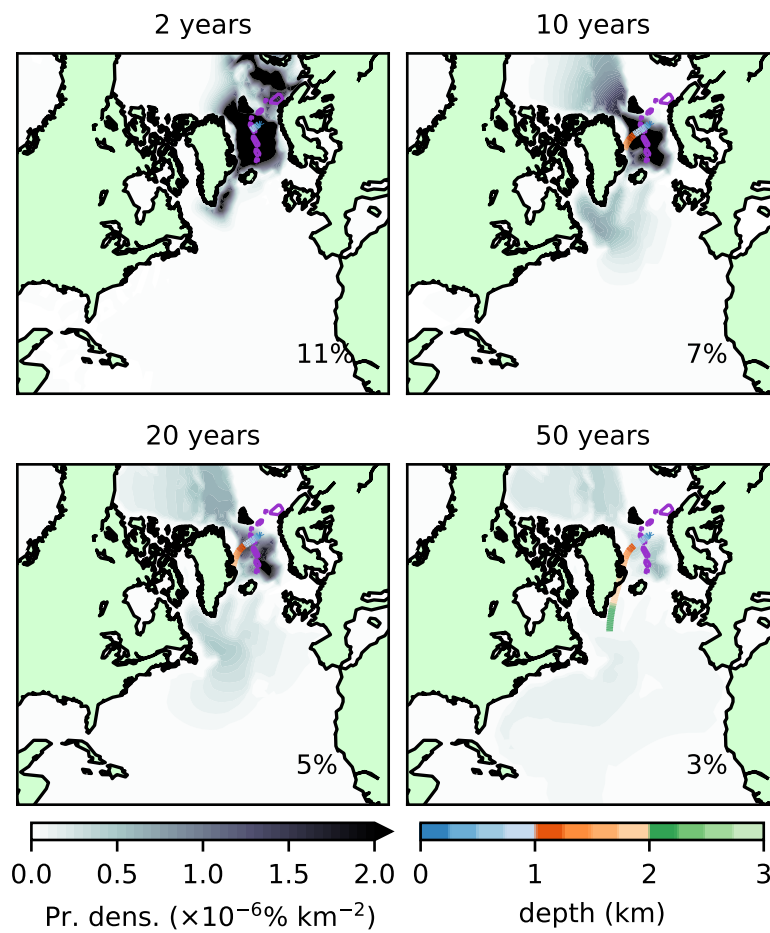 2 years 10 years
11% 7%
20 years 50 years
5% 3%
0.0 0.5 1.0 1.5 2.0 0 1 2 3
Pr. dens. (×10⁻⁶% km⁻²) depth (km)